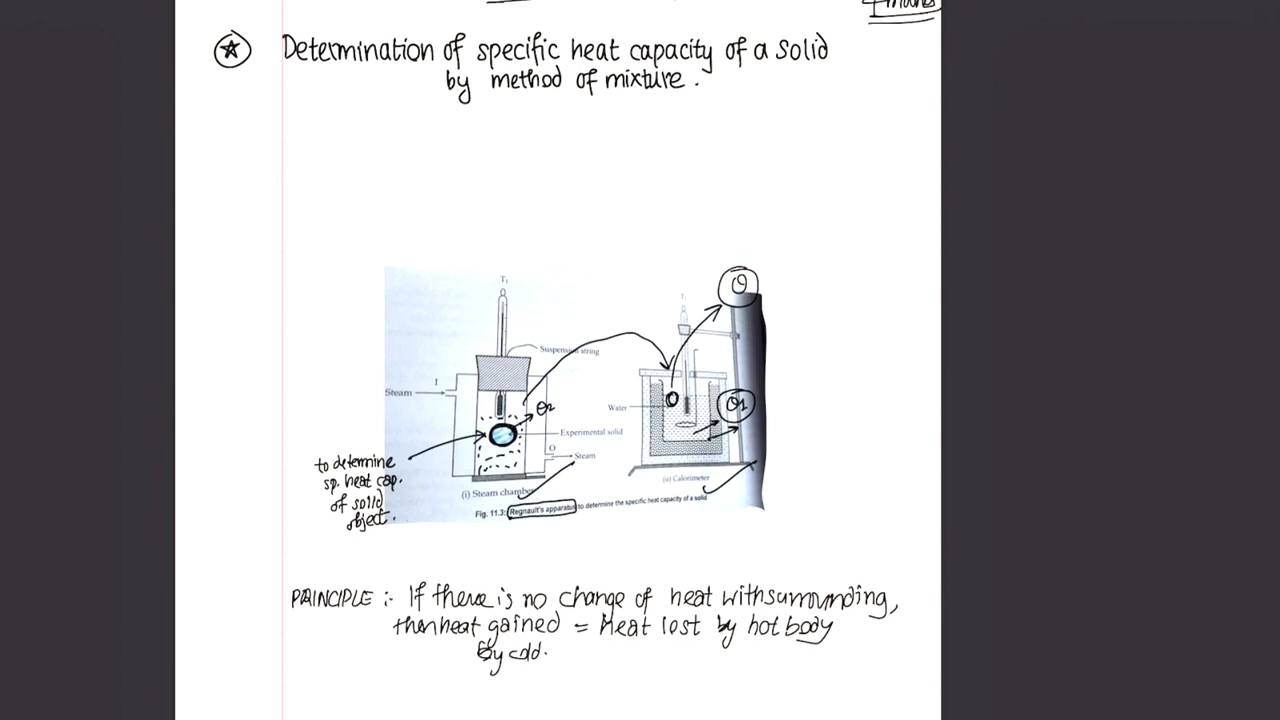 Determination of specific heat capacity of a solid
by method of mixture.
T₁
Suspension string
I
Steam
Water
θ
θ1
θ2
Experimental solid
O
Steam
to determine
sp. heat cap.
of solid
object.
(i) Steam chamber
(ii) Calorimeter
Fig. 11.3: Regnault's apparatus to determine the specific heat capacity of a solid
PRINCIPLE :- If there is no change of heat with surrounding,
then heat gained = Heat lost by hot body
by cold.